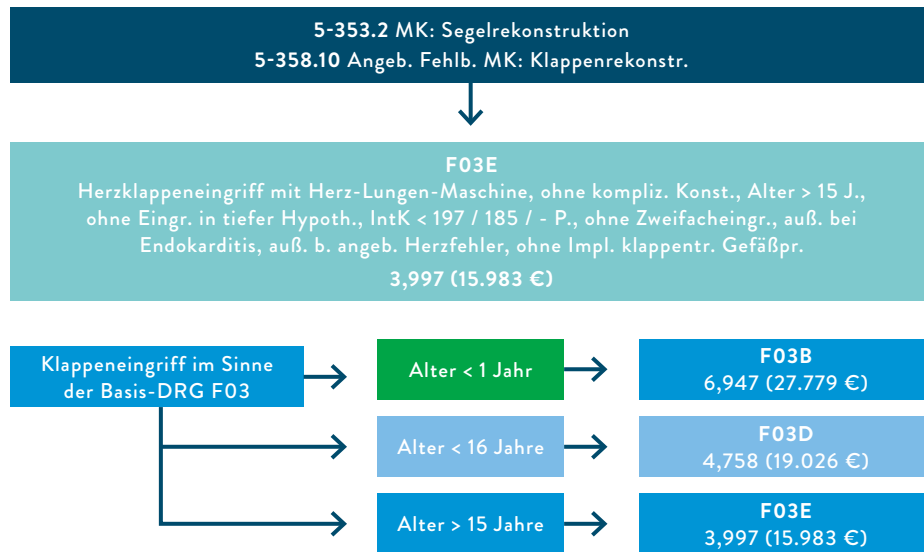 5-353.2 MK: Segelrekonstruktion
5-358.10 Angeb. Fehlb. MK: Klappenrekonstr.
F03E
Herzklappeneingriff mit Herz-Lungen-Maschine, ohne kompliz. Konst., Alter > 15 J.,
ohne Eingr. in tiefer Hypoth., IntK < 197 / 185 / - P., ohne Zweifacheingr., auß. bei
Endokarditis, auß. b. angeb. Herzfehler, ohne Impl. klappentr. Gefäßpr.
3,997 (15.983 €)
Klappeneingriff im Sinne
der Basis-DRG F03
Alter < 1 Jahr
F03B
6,947 (27.779 €)
Alter < 16 Jahre
F03D
4,758 (19.026 €)
Alter > 15 Jahre
F03E
3,997 (15.983 €)